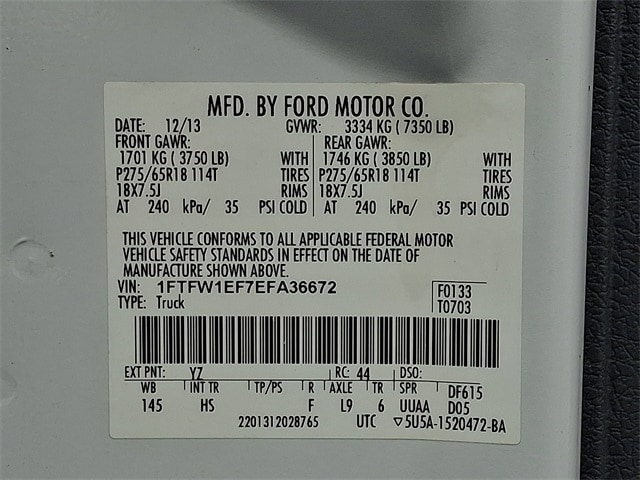 MFD. BY FORD MOTOR CO.
DATE: 12/13 GVWR: 3334 KG ( 7350 LB)
FRONT GAWR: REAR GAWR:
1701 KG ( 3750 LB) WITH 1746 KG ( 3850 LB) WITH
P275/65R18 114T TIRES P275/65R18 114T TIRES
18X7.5J RIMS 18X7.5J RIMS
AT 240 kPa/ 35 PSI COLD AT 240 kPa/ 35 PSI COLD
THIS VEHICLE CONFORMS TO ALL APPLICABLE FEDERAL MOTOR
VEHICLE SAFETY STANDARDS IN EFFECT ON THE DATE OF
MANUFACTURE SHOWN ABOVE.
VIN: 1FTFW1EF7EFA36672 F0133
TYPE: Truck T0703
EXT PNT: YZ RC: 44 DSO:
WB INT TR TP/PS R AXLE TR SPR DF615
145 HS F L9 6 UUAA D05
2201312028765 UTC ▽5U5A-1520472-BA